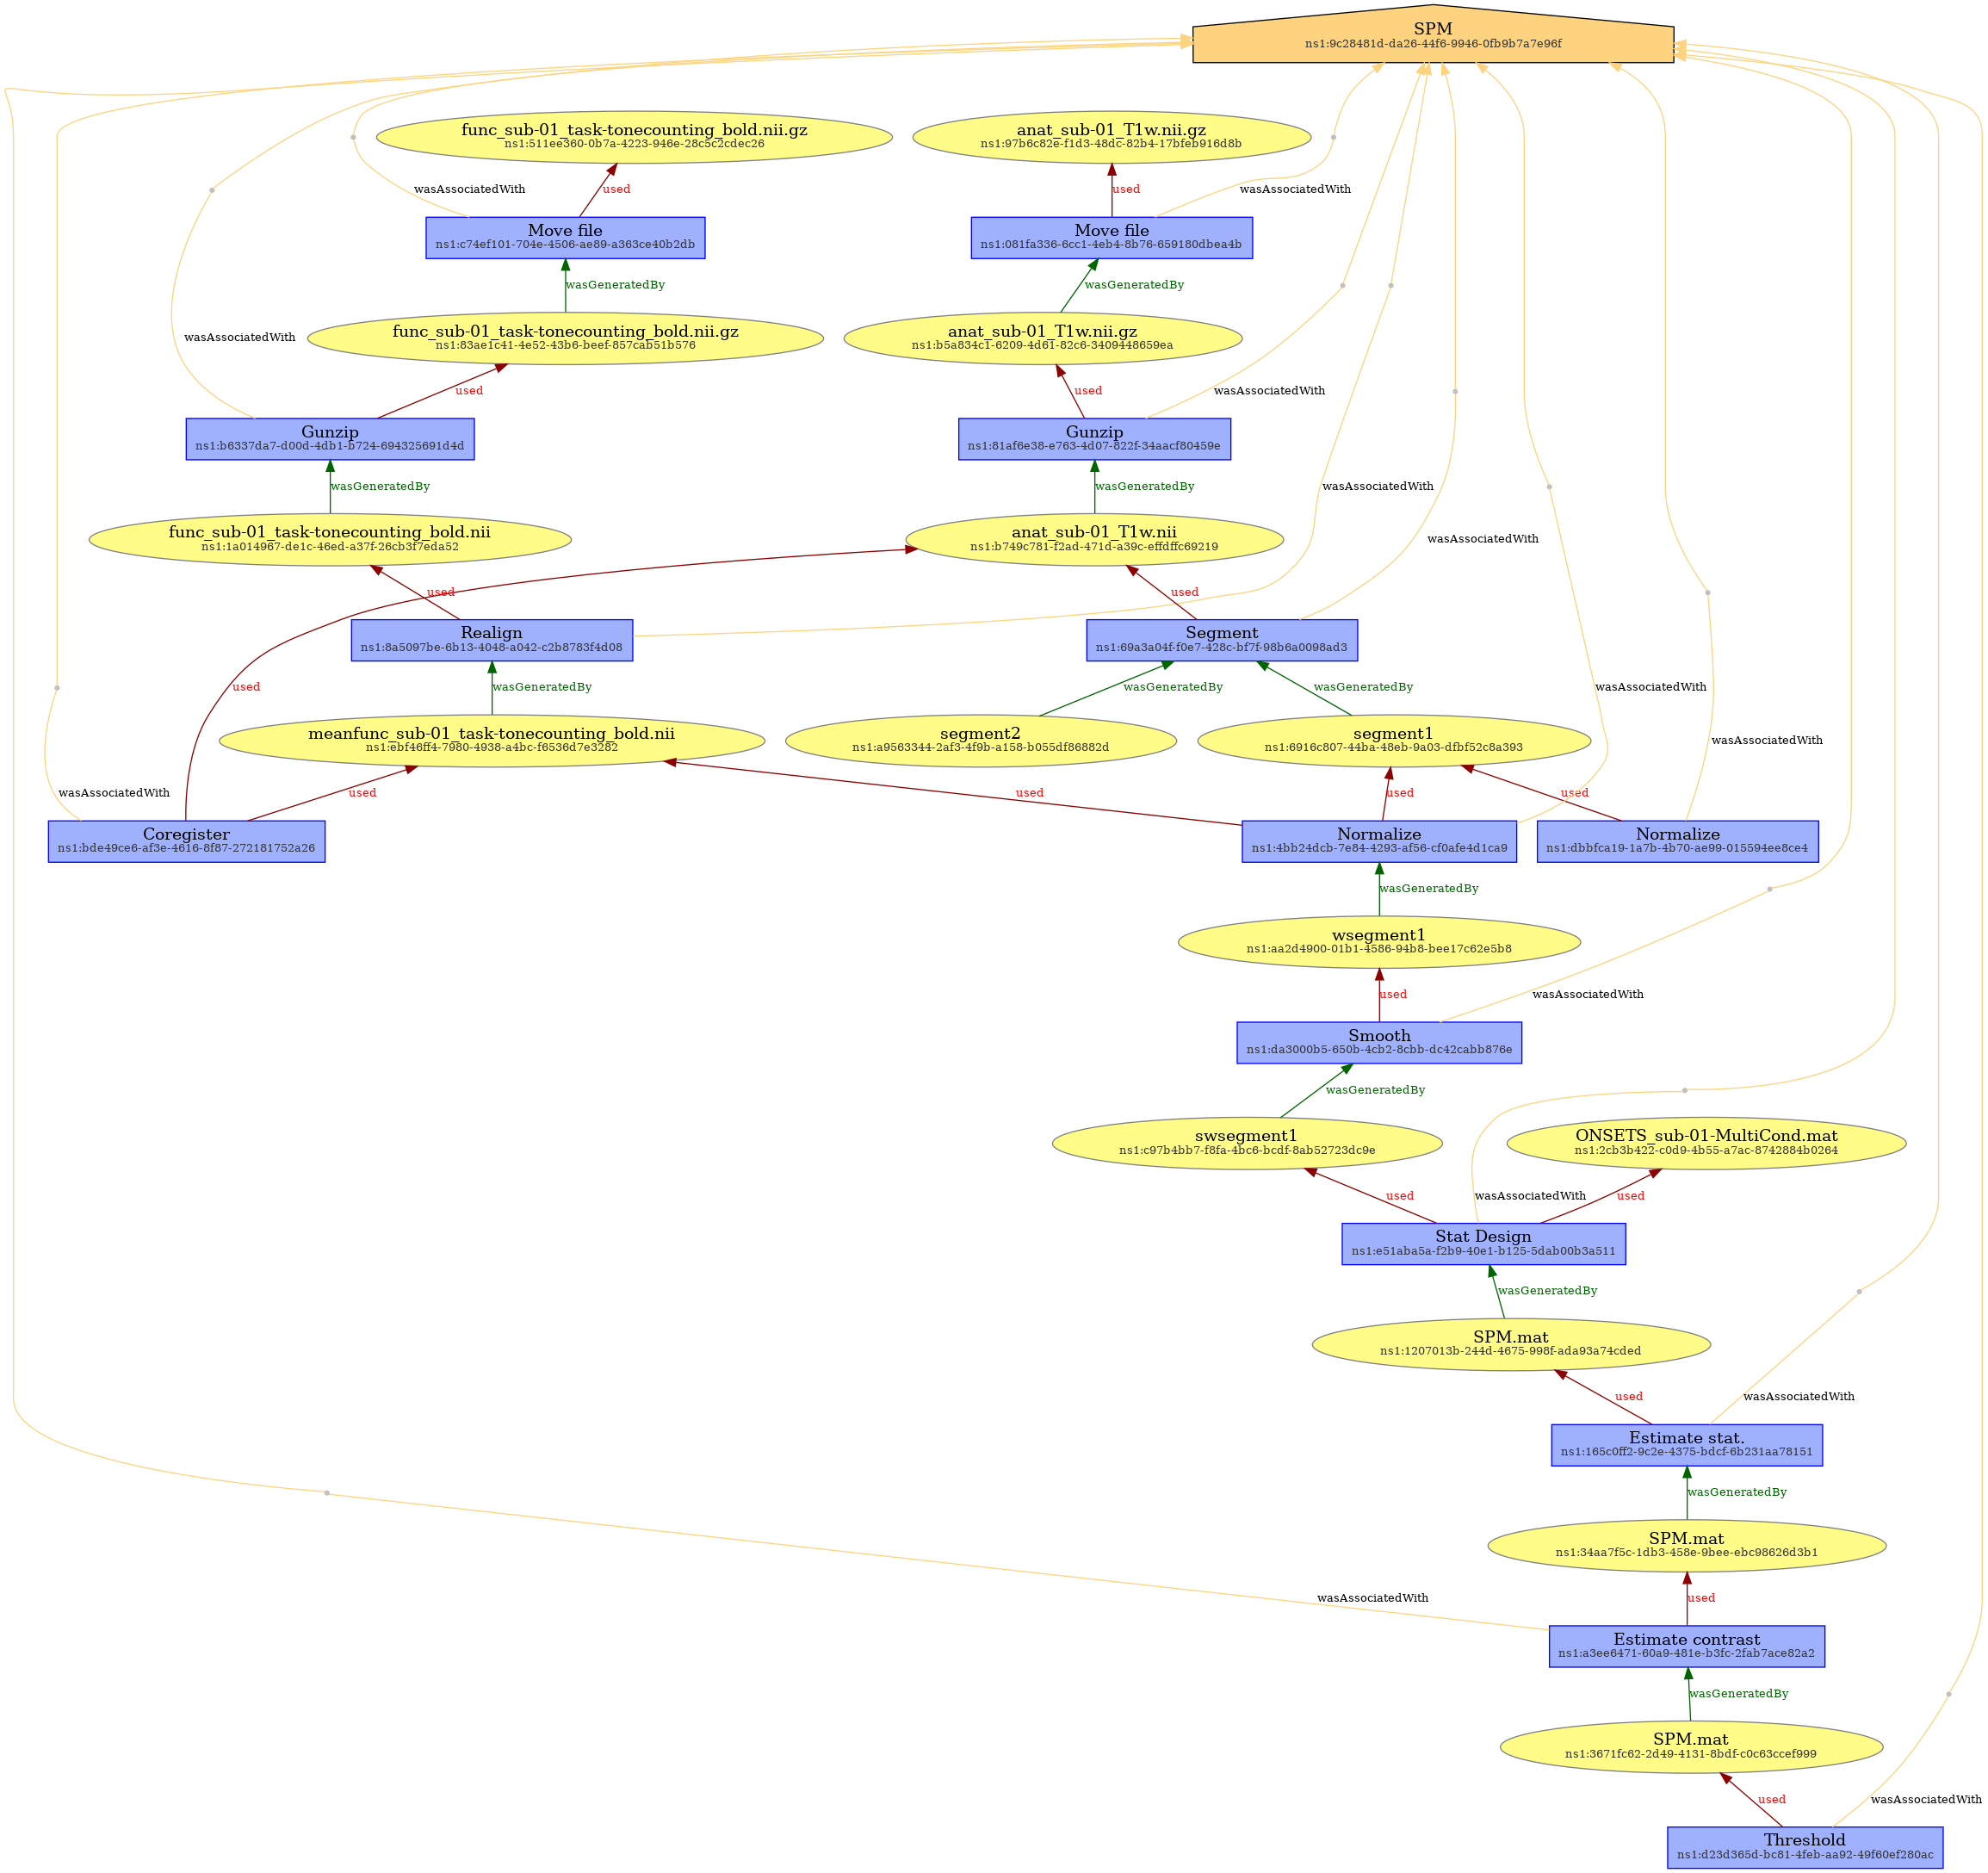 SPM
ns1:9c28481d-da26-44f6-9946-0fb9b7a7e96f
func_sub-01_task-tonecounting_bold.nii.gz
ns1:511ee360-0b7a-4223-946e-28c5c2cdec26
anat_sub-01_T1w.nii.gz
ns1:97b6c82e-f1d3-48dc-82b4-17bfeb916d8b
wasAssociatedWith
used
used
wasAssociatedWith
Move file
ns1:c74ef101-704e-4506-ae89-a363ce40b2db
Move file
ns1:081fa336-6cc1-4eb4-8b76-659180dbea4b
wasGeneratedBy
wasGeneratedBy
wasAssociatedWith
func_sub-01_task-tonecounting_bold.nii.gz
ns1:83ae1c41-4e52-43b6-beef-857cab51b576
anat_sub-01_T1w.nii.gz
ns1:b5a834c1-6209-4d61-82c6-3409448659ea
used
used
wasAssociatedWith
Gunzip
ns1:b6337da7-d00d-4db1-b724-694325691d4d
Gunzip
ns1:81af6e38-e763-4d07-822f-34aacf80459e
wasGeneratedBy
wasGeneratedBy
wasAssociatedWith
func_sub-01_task-tonecounting_bold.nii
ns1:1a014967-de1c-46ed-a37f-26cb3f7eda52
anat_sub-01_T1w.nii
ns1:b749c781-f2ad-471d-a39c-effdffc69219
wasAssociatedWith
used
used
Realign
ns1:8a5097be-6b13-4048-a042-c2b8783f4d08
Segment
ns1:69a3a04f-f0e7-428c-bf7f-98b6a0098ad3
used
wasGeneratedBy
wasGeneratedBy
wasGeneratedBy
wasAssociatedWith
meanfunc_sub-01_task-tonecounting_bold.nii
ns1:ebf46ff4-7980-4938-a4bc-f6536d7e3282
segment2
ns1:a9563344-2af3-4f9b-a158-b055df86882d
segment1
ns1:6916c807-44ba-48eb-9a03-dfbf52c8a393
wasAssociatedWith
wasAssociatedWith
used
used
used
used
Coregister
ns1:bde49ce6-af3e-4616-8f87-272181752a26
Normalize
ns1:4bb24dcb-7e84-4293-af56-cf0afe4d1ca9
Normalize
ns1:dbbfca19-1a7b-4b70-ae99-015594ee8ce4
wasGeneratedBy
wsegment1
ns1:aa2d4900-01b1-4586-94b8-bee17c62e5b8
used
wasAssociatedWith
Smooth
ns1:da3000b5-650b-4cb2-8cbb-dc42cabb876e
wasGeneratedBy
swsegment1
ns1:c97b4bb7-f8fa-4bc6-bcdf-8ab52723dc9e
ONSETS_sub-01-MultiCond.mat
ns1:2cb3b422-c0d9-4b55-a7ac-8742884b0264
used
wasAssociatedWith
used
Stat Design
ns1:e51aba5a-f2b9-40e1-b125-5dab00b3a511
wasGeneratedBy
SPM.mat
ns1:1207013b-244d-4675-998f-ada93a74cded
used
wasAssociatedWith
Estimate stat.
ns1:165c0ff2-9c2e-4375-bdcf-6b231aa78151
wasGeneratedBy
SPM.mat
ns1:34aa7f5c-1db3-458e-9bee-ebc98626d3b1
wasAssociatedWith
used
Estimate contrast
ns1:a3ee6471-60a9-481e-b3fc-2fab7ace82a2
wasGeneratedBy
SPM.mat
ns1:3671fc62-2d49-4131-8bdf-c0c63ccef999
used
wasAssociatedWith
Threshold
ns1:d23d365d-bc81-4feb-aa92-49f60ef280ac